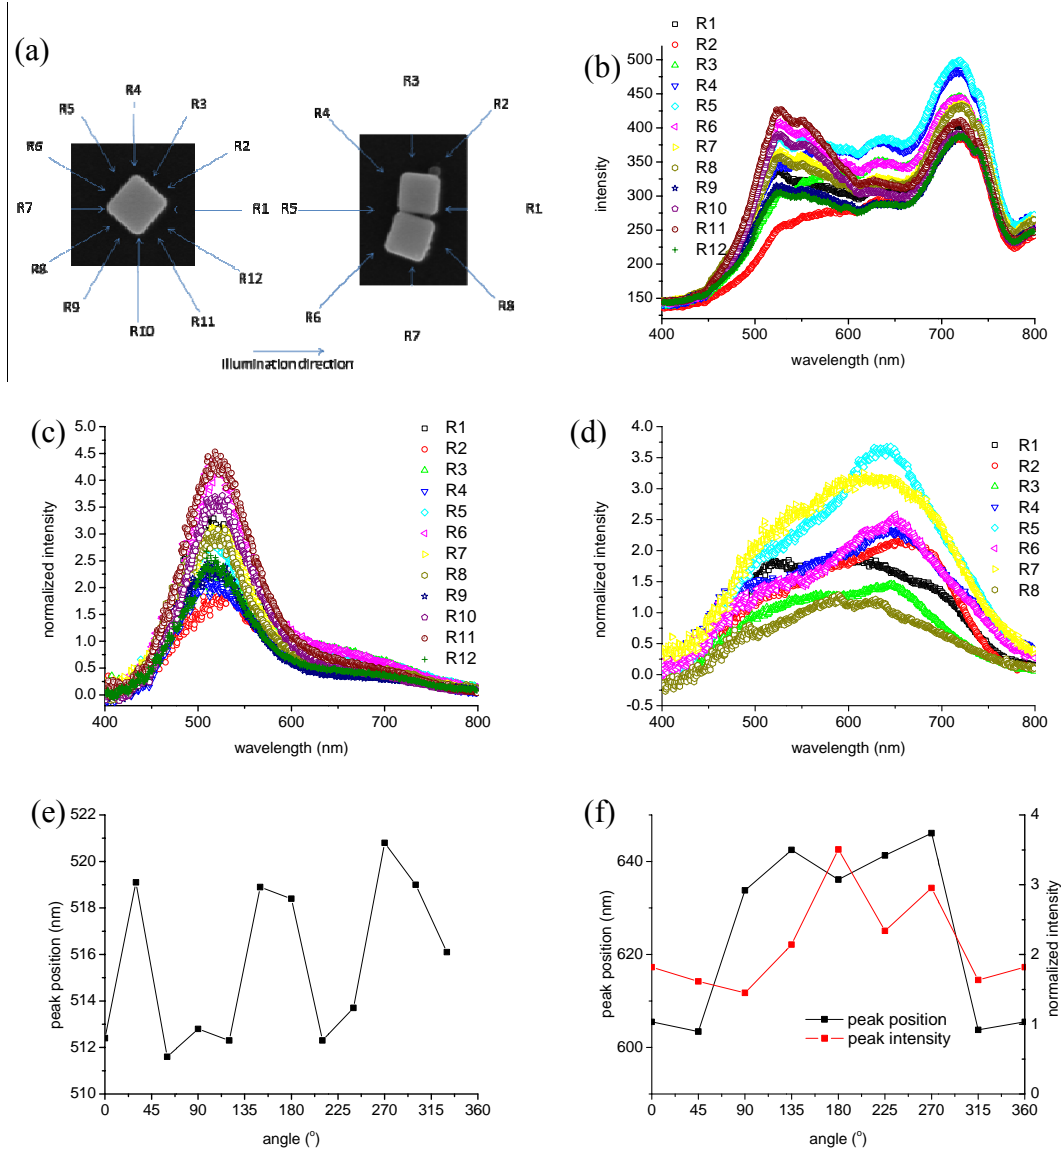 (a)
R4
R5
R3
R6
R2
R7
R1
R8
R12
R9
R11
R10
R3
R4
R2
R5
R1
R6
R8
R7
illumination direction
(b)
R1
R2
R3
R4
R5
R6
R7
R8
R9
R10
R11
R12
500
450
400
350
300
250
200
150
intensity
400 500 600 700 800
wavelength (nm)
(c)
R1
R2
R3
R4
R5
R6
R7
R8
R9
R10
R11
R12
5.0
4.5
4.0
3.5
3.0
2.5
2.0
1.5
1.0
0.5
0.0
normalized intensity
400 500 600 700 800
wavelength (nm)
(d)
R1
R2
R3
R4
R5
R6
R7
R8
4.0
3.5
3.0
2.5
2.0
1.5
1.0
0.5
0.0
-0.5
normalized intensity
400 500 600 700 800
wavelength (nm)
(e)
522
520
518
516
514
512
510
peak position (nm)
0 45 90 135 180 225 270 315 360
angle (o)
(f)
640
620
600
peak position (nm)
4
3
2
1
0
normalized intensity
peak position
peak intensity
0 45 90 135 180 225 270 315 360
angle (o)